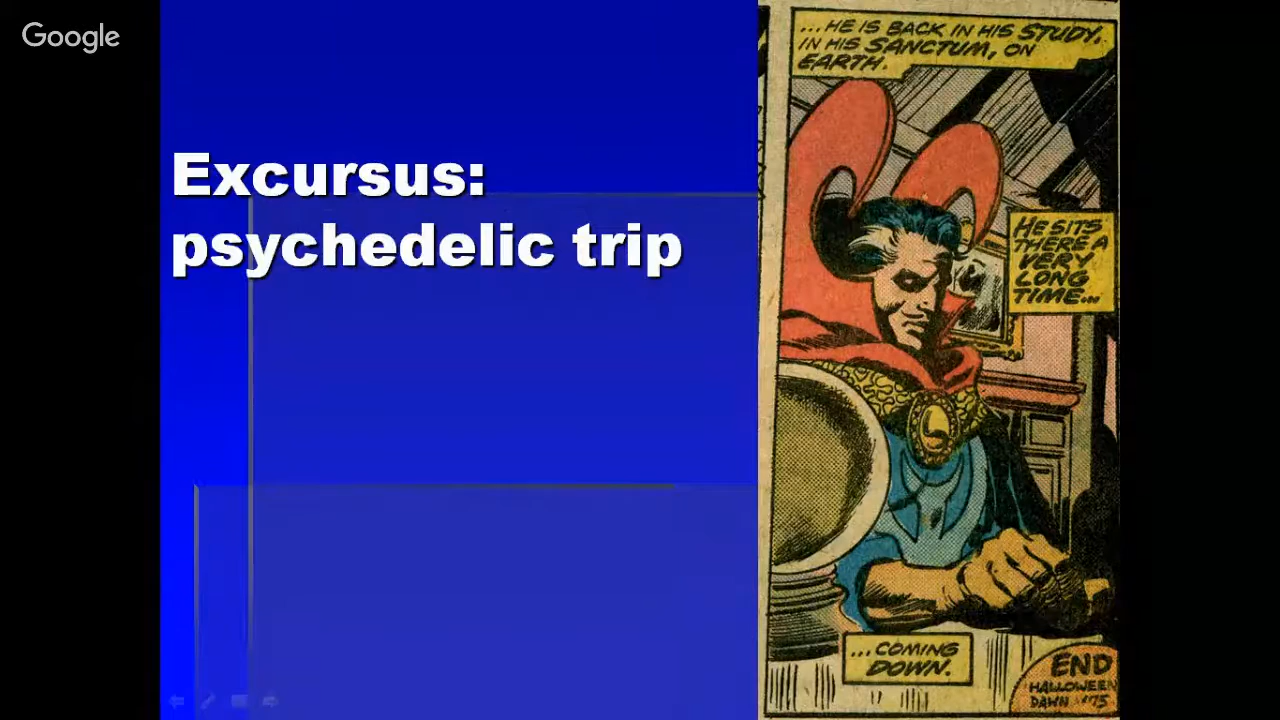 Google
Excursus:
psychedelic trip
...HE IS BACK IN HIS STUDY,
IN HIS SANCTUM, ON
EARTH.
HE SITS
THERE A
VERY
LONG
TIME...
...COMING
DOWN.
END
HALLOWEEN
DAWN '75